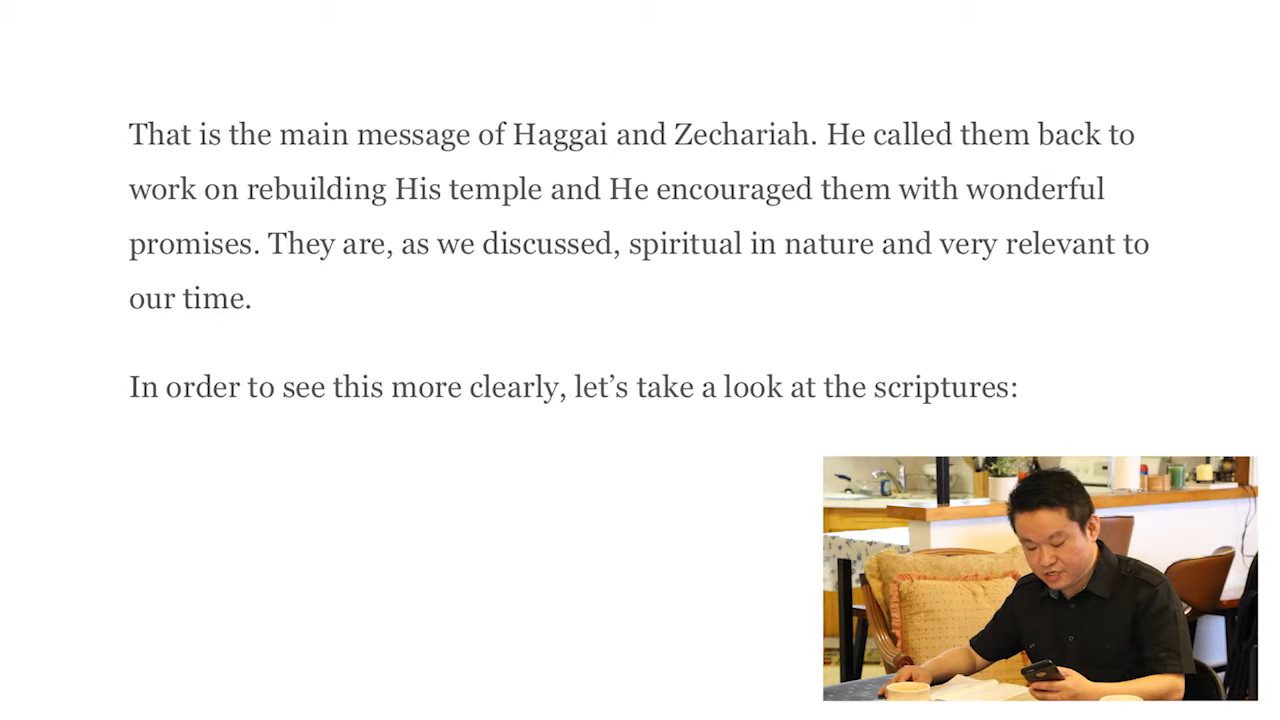 That is the main message of Haggai and Zechariah. He called them back to
work on rebuilding His temple and He encouraged them with wonderful
promises. They are, as we discussed, spiritual in nature and very relevant to
our time.
In order to see this more clearly, let’s take a look at the scriptures: